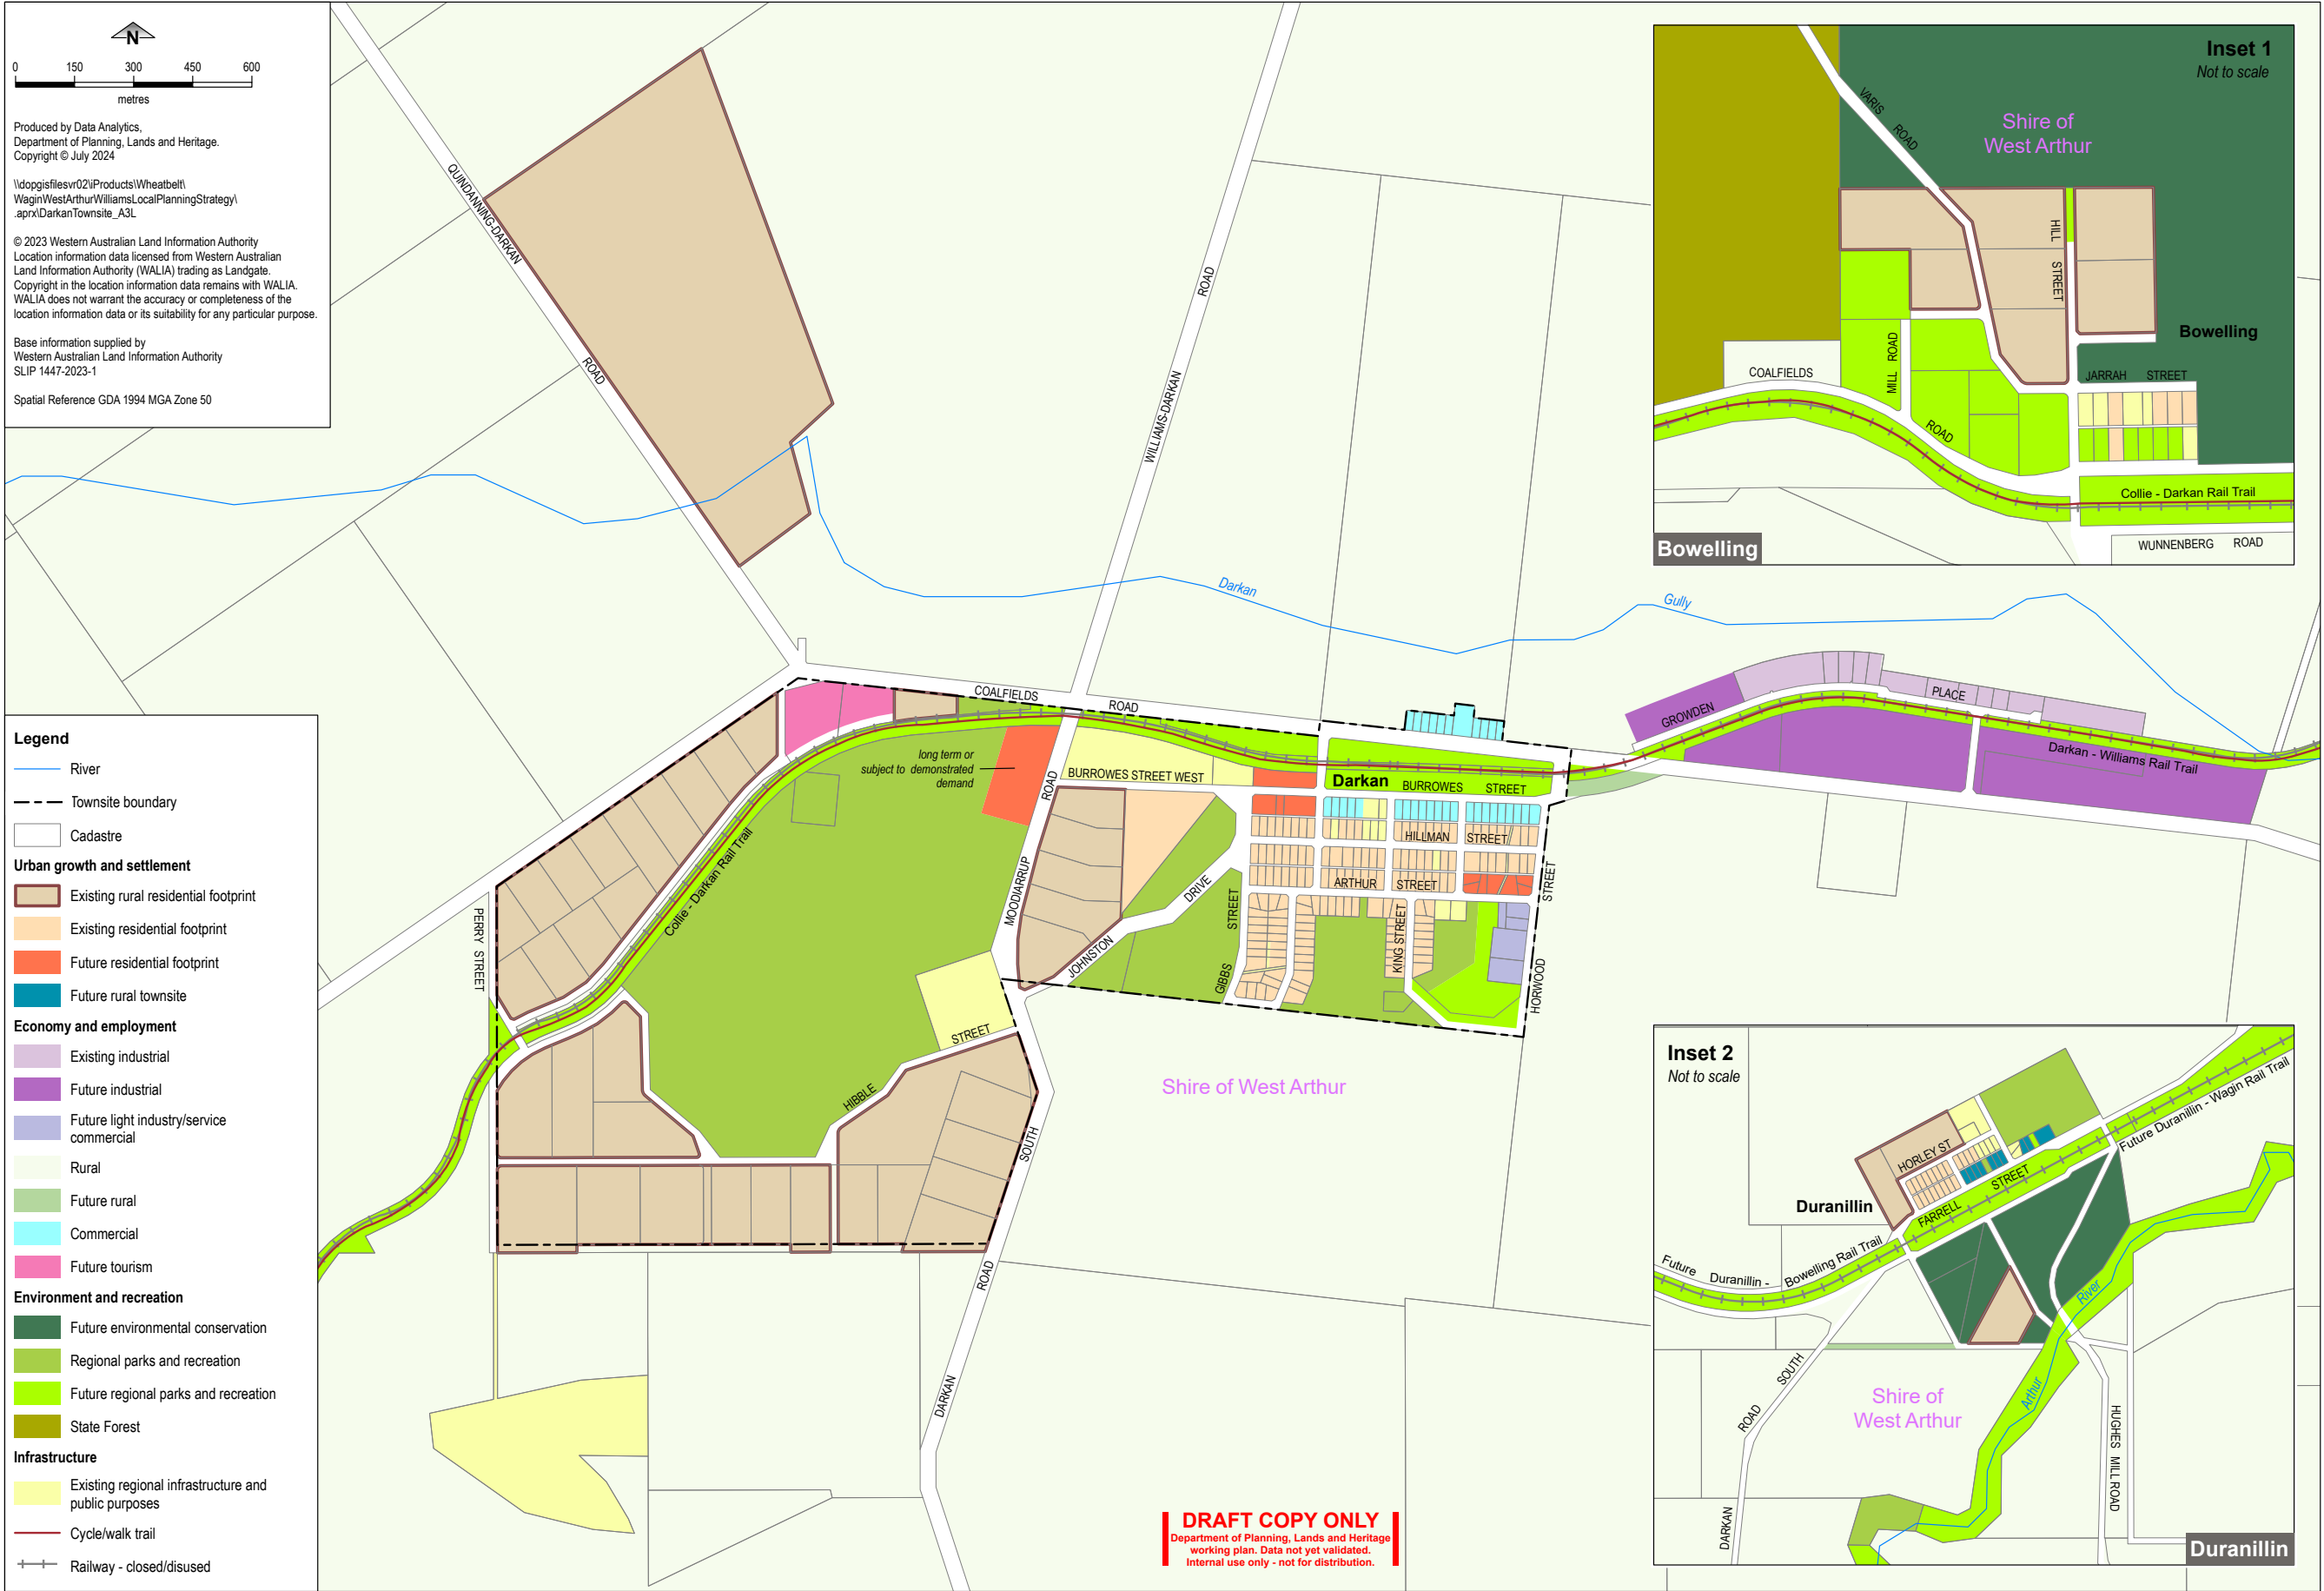 N
0 150 300 450 600
metres
Produced by Data Analytics,
Department of Planning, Lands and Heritage.
Copyright © July 2024
\\dopgisfilesvr02\iProducts\Wheatbelt\
WaginWestArthurWilliamsLocalPlanningStrategy\
.aprx\DarkanTownsite_A3L
© 2023 Western Australian Land Information Authority
Location information data licensed from Western Australian
Land Information Authority (WALIA) trading as Landgate.
Copyright in the location information data remains with WALIA.
WALIA does not warrant the accuracy or completeness of the
location information data or its suitability for any particular purpose.
Base information supplied by
Western Australian Land Information Authority
SLIP 1447-2023-1
Spatial Reference GDA 1994 MGA Zone 50
Legend
River
Townsite boundary
Cadastre
Urban growth and settlement
Existing rural residential footprint
Existing residential footprint
Future residential footprint
Future rural townsite
Economy and employment
Existing industrial
Future industrial
Future light industry/service
commercial
Rural
Future rural
Commercial
Future tourism
Environment and recreation
Future environmental conservation
Regional parks and recreation
Future regional parks and recreation
State Forest
Infrastructure
Existing regional infrastructure and
public purposes
Cycle/walk trail
Railway - closed/disused
QUINDANNING-DARKAN
ROAD
WILLIAMS-DARKAN
ROAD
Darkan
Gully
COALFIELDS
ROAD
GROWDEN
PLACE
Darkan - Williams Rail Trail
long term or
subject to demonstrated
demand
BURROWES STREET WEST
Darkan
BURROWES
STREET
HILLMAN
STREET
ARTHUR
STREET
MOODIARRUP
ROAD
Collie - Darkan Rail Trail
PERRY STREET
JOHNSTON
DRIVE
GIBBS
STREET
KING STREET
HORWOOD
STREET
HIBBLE
STREET
SOUTH
ROAD
DARKAN
Shire of West Arthur
DRAFT COPY ONLY
Department of Planning, Lands and Heritage
working plan. Data not yet validated.
Internal use only - not for distribution.
Inset 1
Not to scale
VARIS
ROAD
Shire of
West Arthur
HILL
STREET
Bowelling
COALFIELDS
MILL ROAD
ROAD
JARRAH STREET
Collie - Darkan Rail Trail
WUNNENBERG ROAD
Bowelling
Inset 2
Not to scale
Future Duranillin - Wagin Rail Trail
HORLEY ST
FARRELL
STREET
Duranillin
Future Duranillin - Bowelling Rail Trail
River
Arthur
SOUTH
ROAD
DARKAN
Shire of
West Arthur
HUGHES MILL ROAD
Duranillin